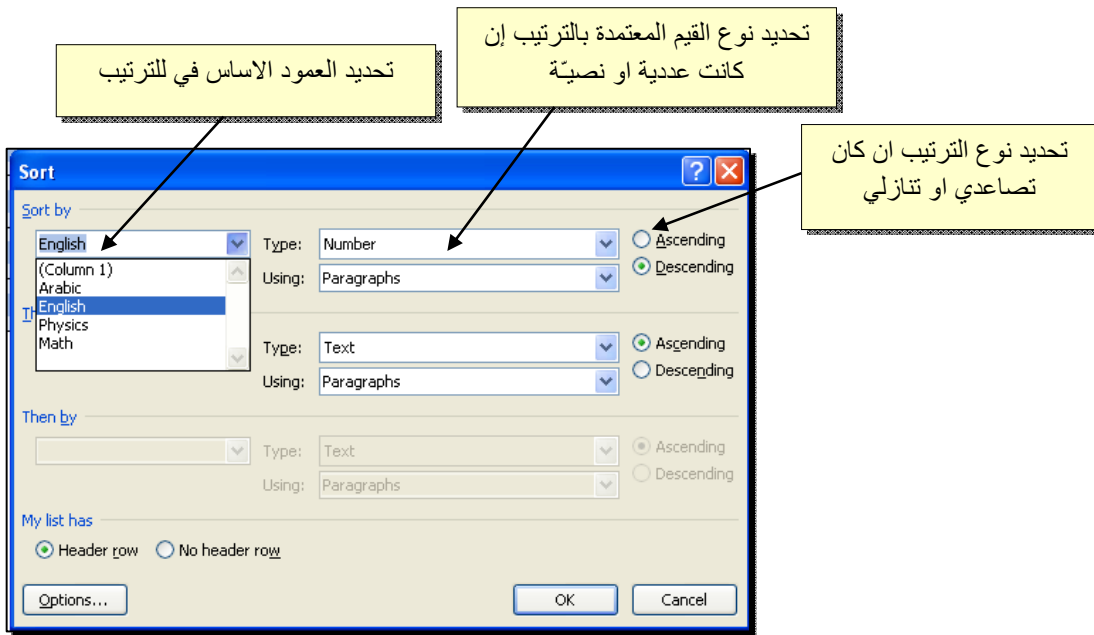 تحديد نوع القيم المعتمدة بالترتيب إن
كانت عددية او نصيّة
تحديد العمود الاساس في للترتيب
تحديد نوع الترتيب ان كان
تصاعدي او تنازلي
Sort
Sort by
English
Type:
Number
Ascending
(Column 1)
Using:
Paragraphs
Descending
Arabic
English
Th
Physics
Math
Type:
Text
Ascending
Using:
Paragraphs
Descending
Then by
Type:
Text
Ascending
Using:
Paragraphs
Descending
My list has
Header row
No header row
Options...
OK
Cancel